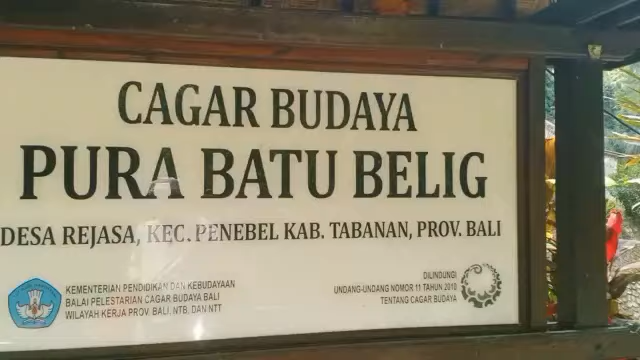 CAGAR BUDAYA
PURA BATU BELIG
DESA REJASA, KEC. PENEBEL KAB. TABANAN, PROV. BALI
KEMENTERIAN PENDIDIKAN DAN KEBUDAYAAN
BALAI PELESTARIAN CAGAR BUDAYA BALI
WILAYAH KERJA PROV. BALI, NTB, DAN NTT
DILINDUNGI
UNDANG-UNDANG NOMOR 11 TAHUN 2010
TENTANG CAGAR BUDAYA